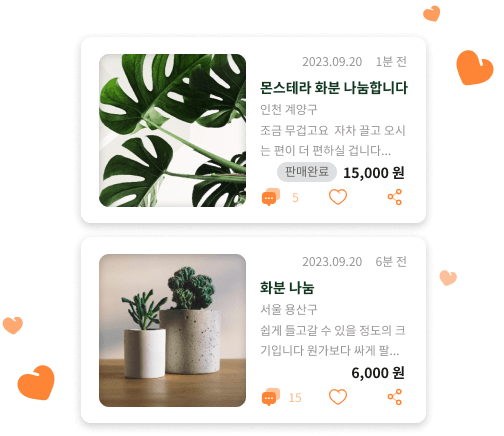 2023.09.20 1분 전
몬스테라 화분 나눔합니다
인천 계양구
조금 무겁고요 자차 끌고 오시
는 편이 더 편하실 겁니다...
판매완료 15,000 원
5
2023.09.20 6분 전
화분 나눔
서울 용산구
쉽게 들고갈 수 있을 정도의 크
기입니다 원가보다 싸게 팔...
6,000 원
15